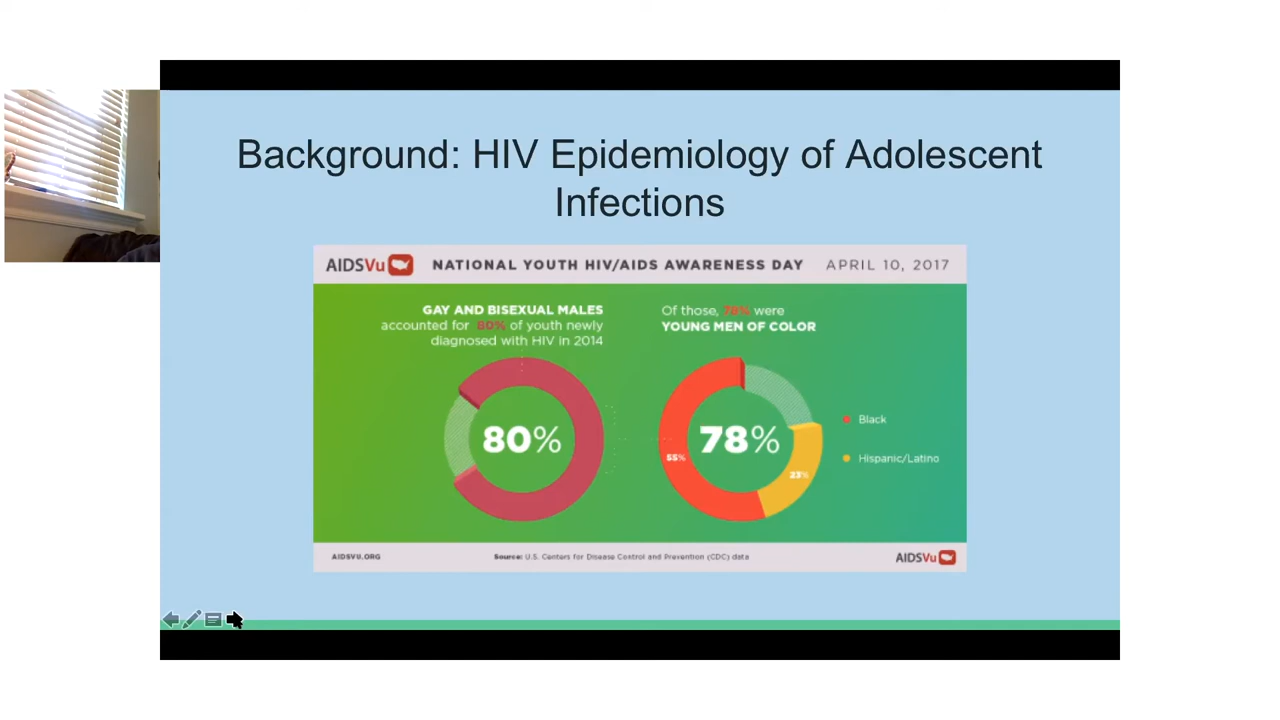 Background: HIV Epidemiology of Adolescent
Infections
AIDSVu NATIONAL YOUTH HIV/AIDS AWARENESS DAY APRIL 10, 2017
GAY AND BISEXUAL MALES
accounted for 80% of youth newly
diagnosed with HIV in 2014
Of those, 78% were
YOUNG MEN OF COLOR
80%
78%
55%
23%
Black
Hispanic/Latino
AIDSVU.ORG
Source: U.S. Centers for Disease Control and Prevention (CDC) data
AIDSVu